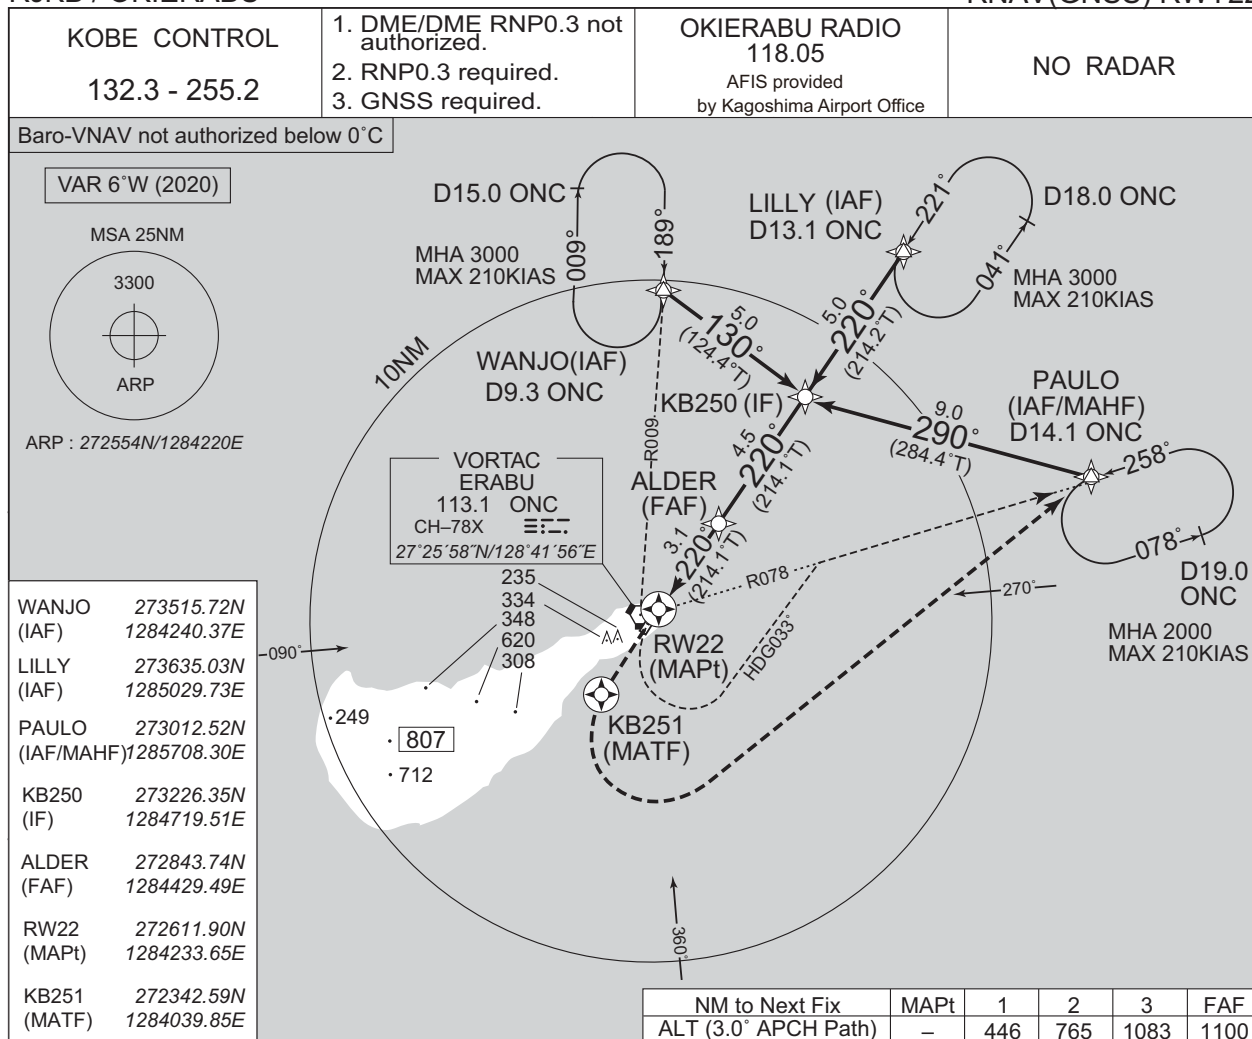 KOBE CONTROL
132.3 - 255.2
1. DME/DME RNP0.3 not
authorized.
2. RNP0.3 required.
3. GNSS required.
OKIERABU RADIO
118.05
AFIS provided
by Kagoshima Airport Office
NO RADAR
Baro-VNAV not authorized below 0˚C
VAR 6˚W (2020)
MSA 25NM
3300
ARP
ARP : 272554N/1284220E
D15.0 ONC
009°
189°
MHA 3000
MAX 210KIAS
WANJO(IAF)
D9.3 ONC
LILLY (IAF)
D13.1 ONC
221°
041°
D18.0 ONC
MHA 3000
MAX 210KIAS
10NM
5.0
130°
(124.4˚T)
5.0
220°
(214.2˚T)
KB250 (IF)
PAULO
(IAF/MAHF)
D14.1 ONC
9.0
290°
(284.4˚T)
258°
078°
D19.0
ONC
MHA 2000
MAX 210KIAS
R009
4.5
220°
(214.1˚T)
ALDER
(FAF)
3.1
220°
(214.1˚T)
VORTAC
ERABU
113.1 ONC
CH–78X
27˚25´58˝N/128˚41´56˝E
R078
270°
HDG033°
RW22
(MAPt)
KB251
(MATF)
235
334
348
620
308
249
807
712
090°
360°
WANJO 273515.72N
(IAF) 1284240.37E
LILLY 273635.03N
(IAF) 1285029.73E
PAULO 273012.52N
(IAF/MAHF) 1285708.30E
KB250 273226.35N
(IF) 1284719.51E
ALDER 272843.74N
(FAF) 1284429.49E
RW22 272611.90N
(MAPt) 1284233.65E
KB251 272342.59N
(MATF) 1284039.85E
NM to Next Fix MAPt 1 2 3 FAF
ALT (3.0˚ APCH Path) – 446 765 1083 1100